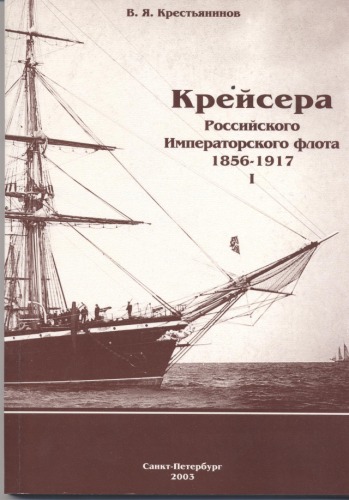 В. Я. Крестьянинов
Крейсера
Российского
Императорского флота
1856-1917
I
Санкт-Петербург
2003